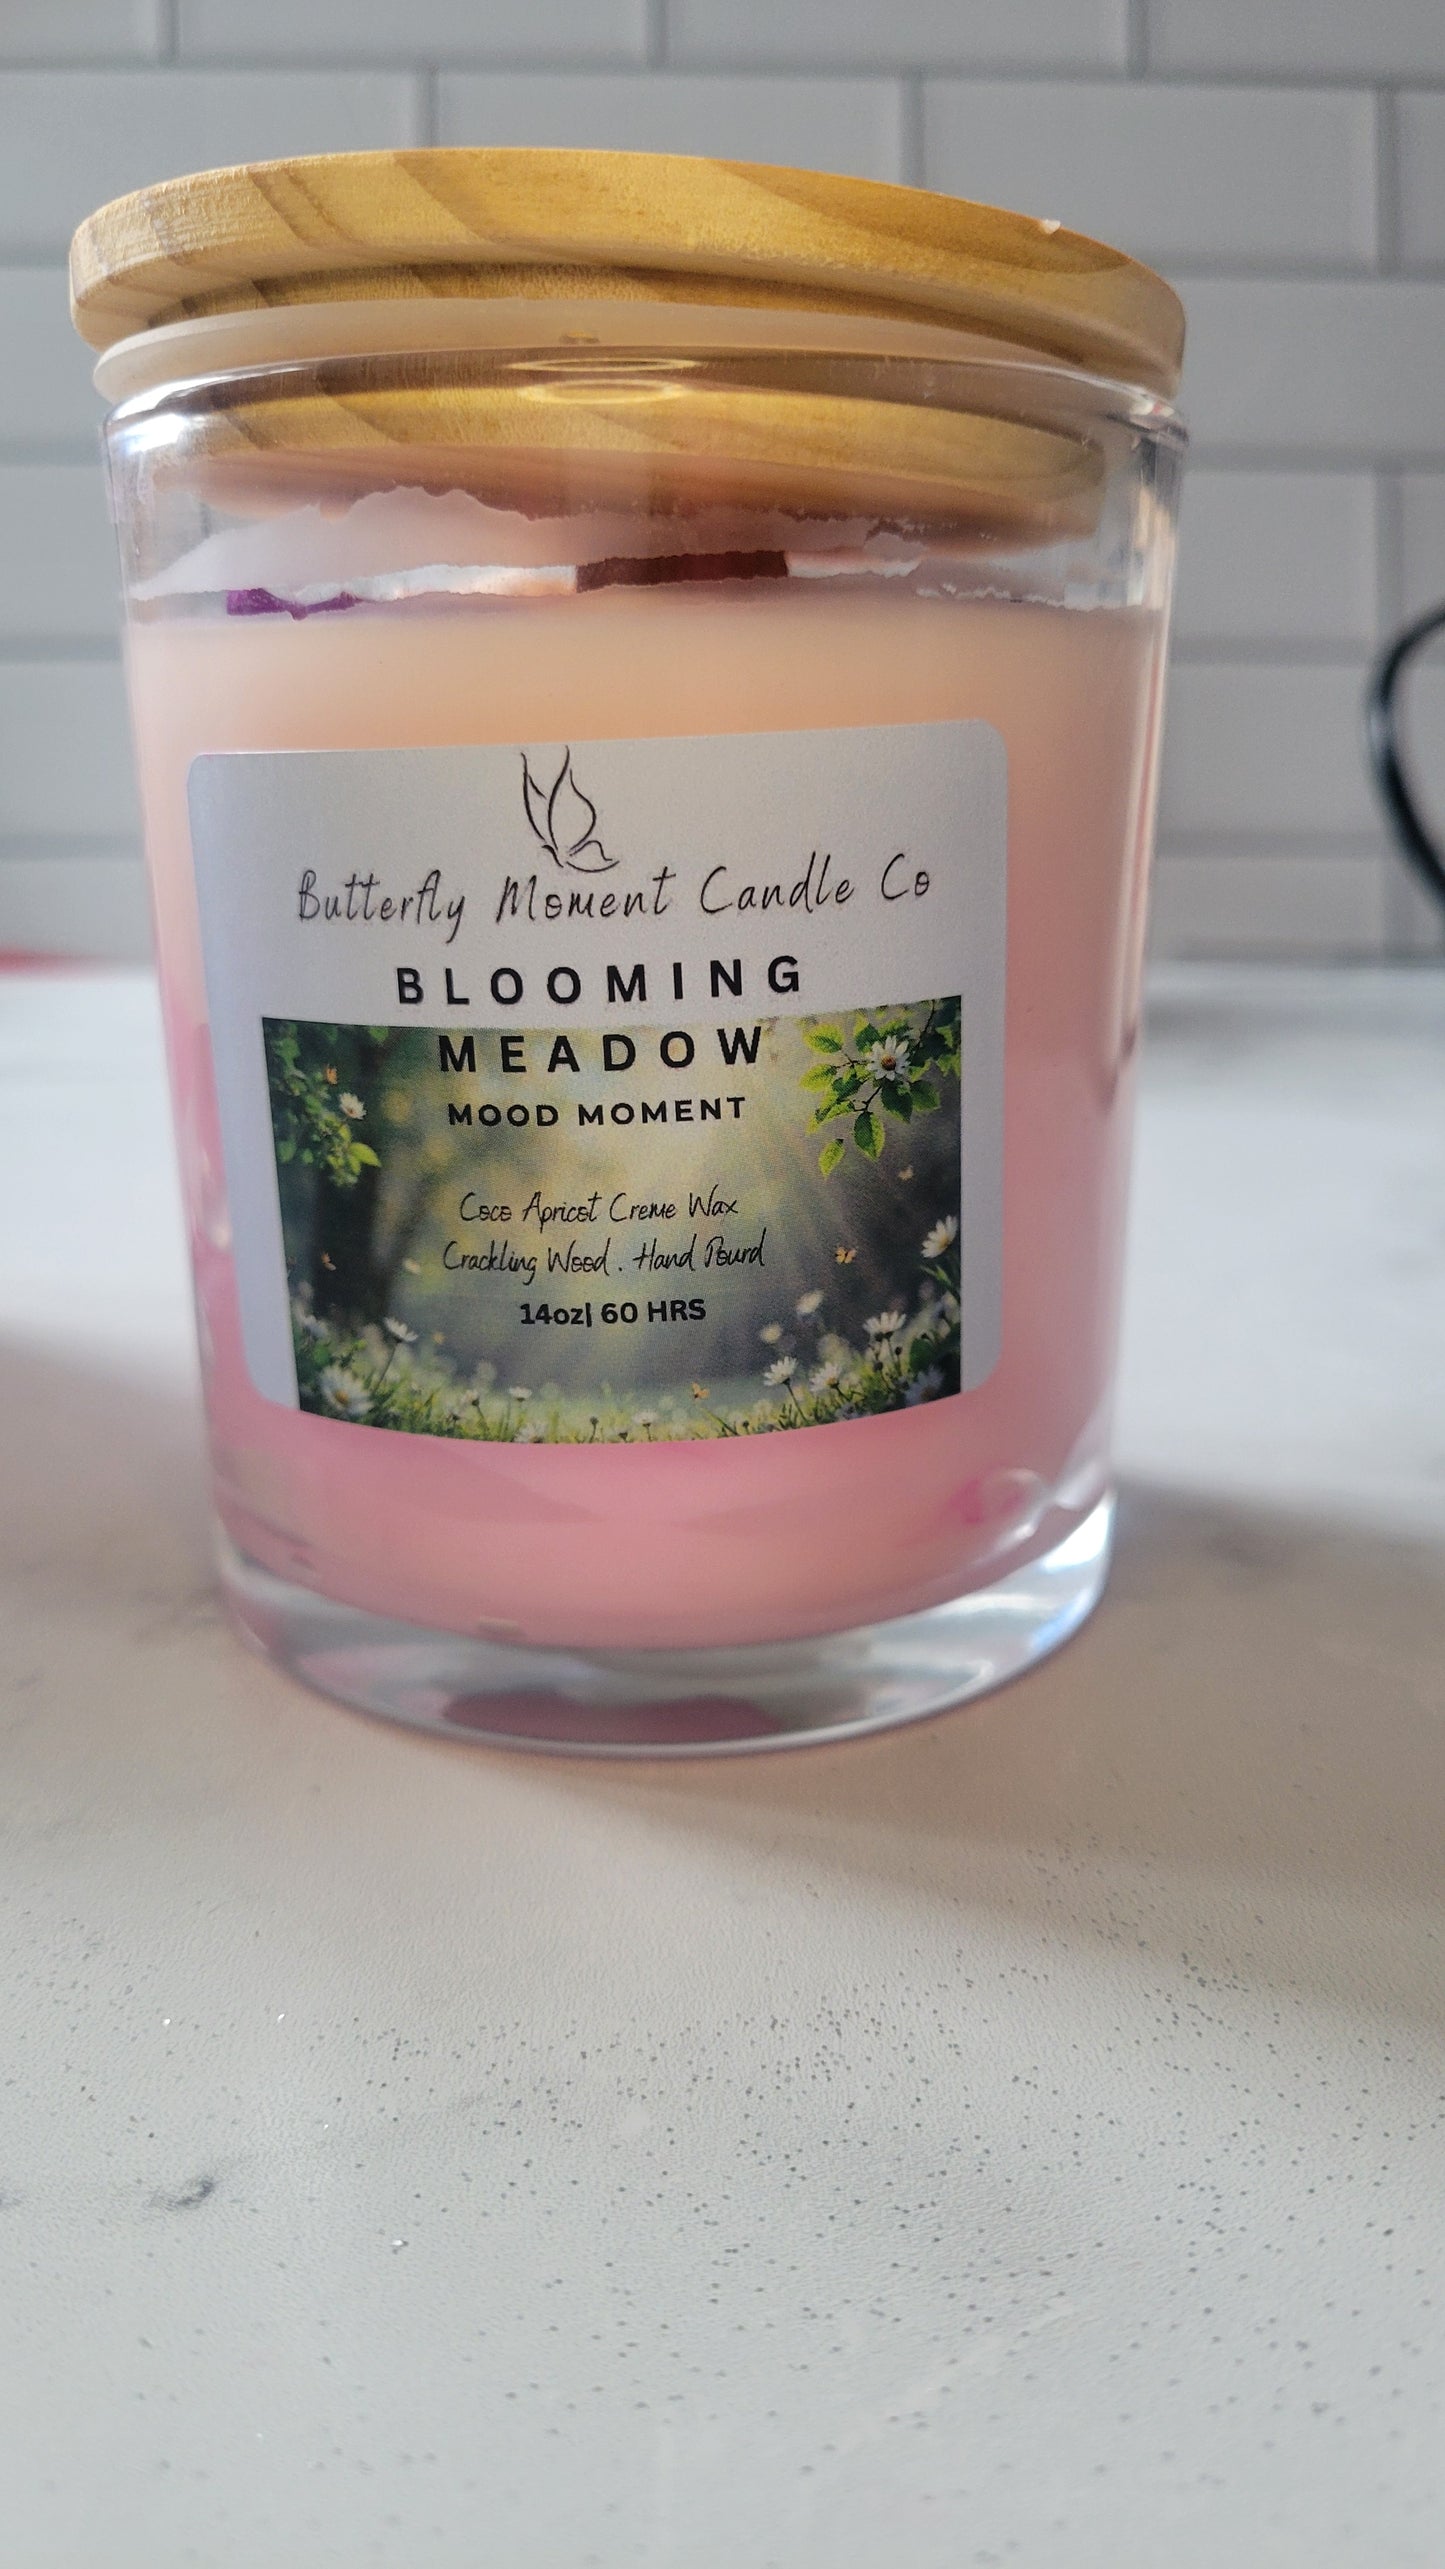 Butterfly Moment Candle Co
BLOOMING
MEADOW
MOOD MOMENT
Coco Apricot Creme Wax
Crackling Wood. Hand Pourd
14oz| 60 HRS